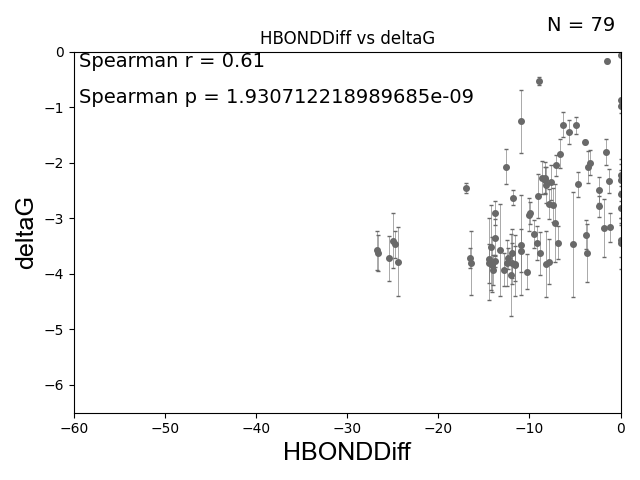 N = 79
HBONDDiff vs deltaG
Spearman r = 0.61
Spearman p = 1.930712218989685e-09
0
−1
−2
−3
−4
−5
−6
deltaG
−60 −50 −40 −30 −20 −10 0
HBONDDiff